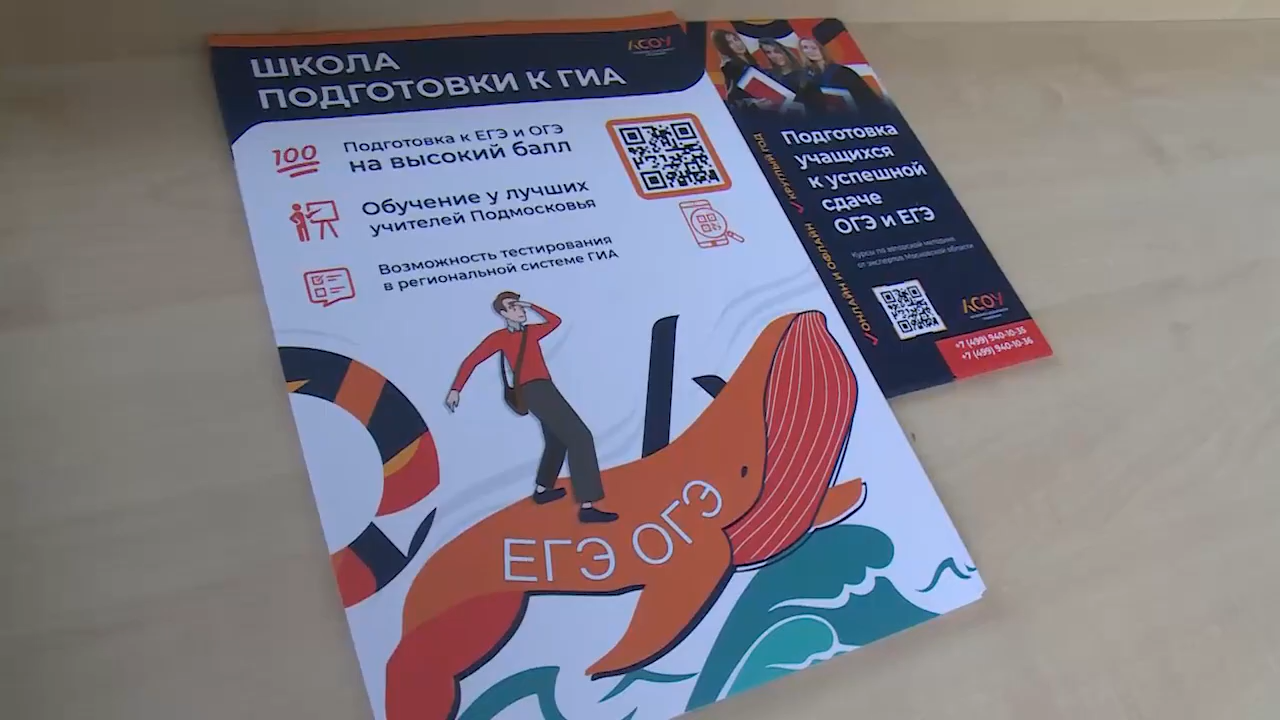 ШКОЛА
ПОДГОТОВКИ К ГИА
АСОУ
100
Подготовка к ЕГЭ и ОГЭ
на высокий балл
Обучение у лучших
учителей Подмосковья
Возможность тестирования
в региональной системе ГИА
ЕГЭ ОГЭ
Подготовка
учащихся
к успешной
сдаче
ОГЭ и ЕГЭ
Курсы по авторской методике
от экспертов Московской области
КРУГЛЫЙ ГОД
ОНЛАЙН И ОФЛАЙН
АСОУ
+7 (499) 940-10-35
+7 (499) 940-10-36